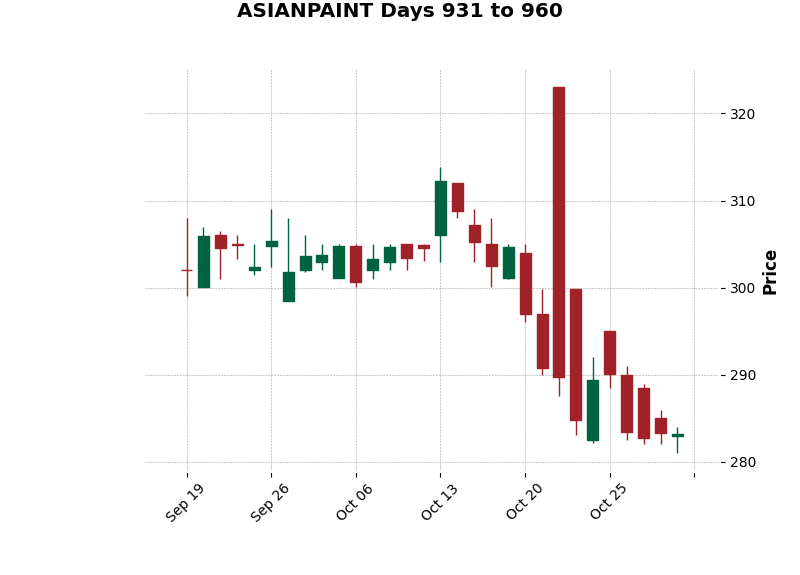 ASIANPAINT Days 931 to 960
320
310
300
290
280
Price
Sep 19
Sep 26
Oct 06
Oct 13
Oct 20
Oct 25